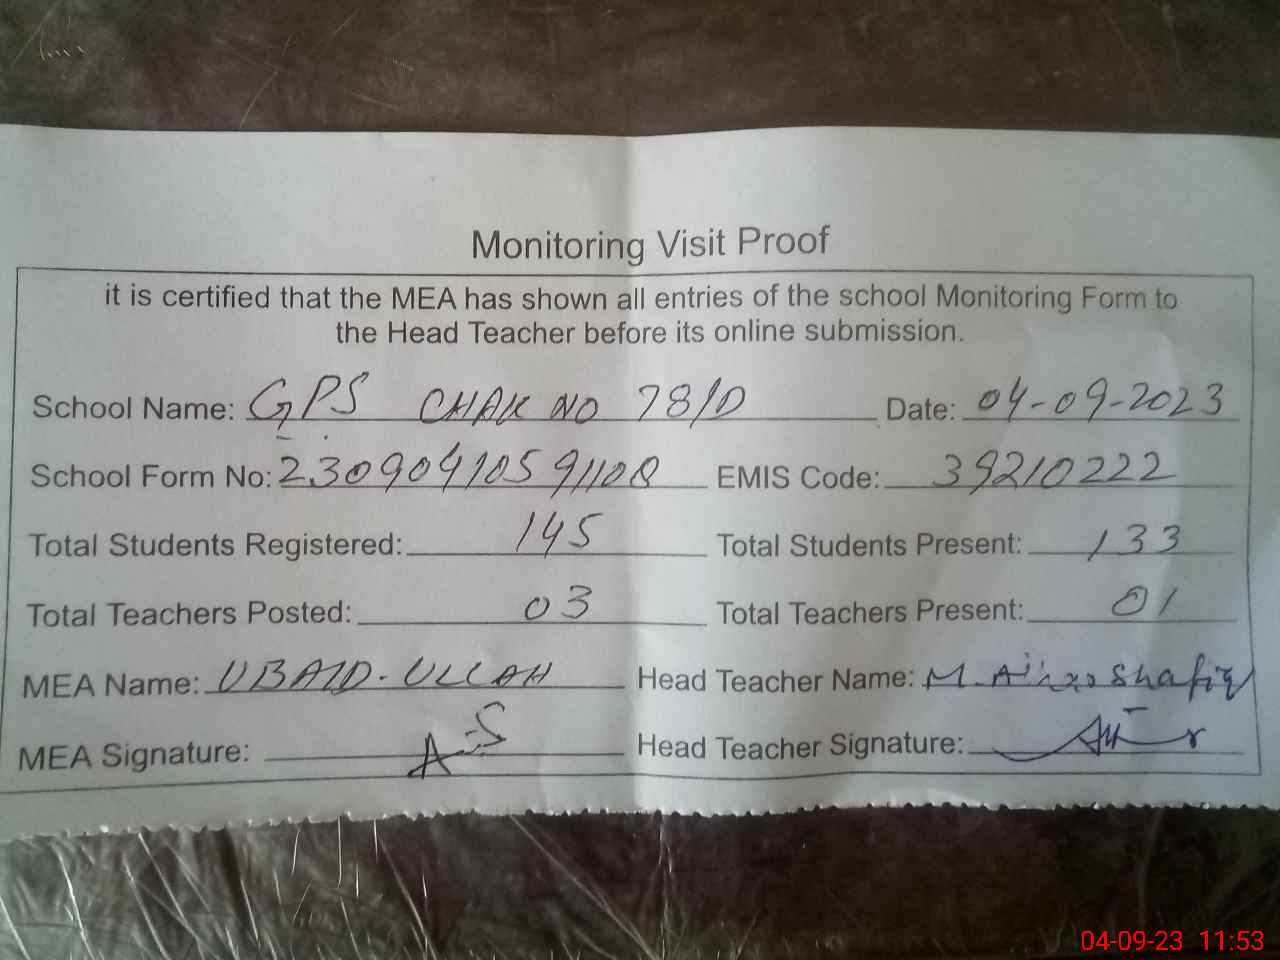 Monitoring Visit Proof
it is certified that the MEA has shown all entries of the school Monitoring Form to
the Head Teacher before its online submission.
School Name: GPS CHAK NO 78/D Date: 04-09-2023
School Form No: EMIS Code: 39210222
Total Students Registered: 145 Total Students Present: 133
Total Teachers Posted: 03 Total Teachers Present: 01
MEA Name: UBAID-ULLAH Head Teacher Name: M. Shafiq
MEA Signature: Head Teacher Signature:
04-09-23 11:53